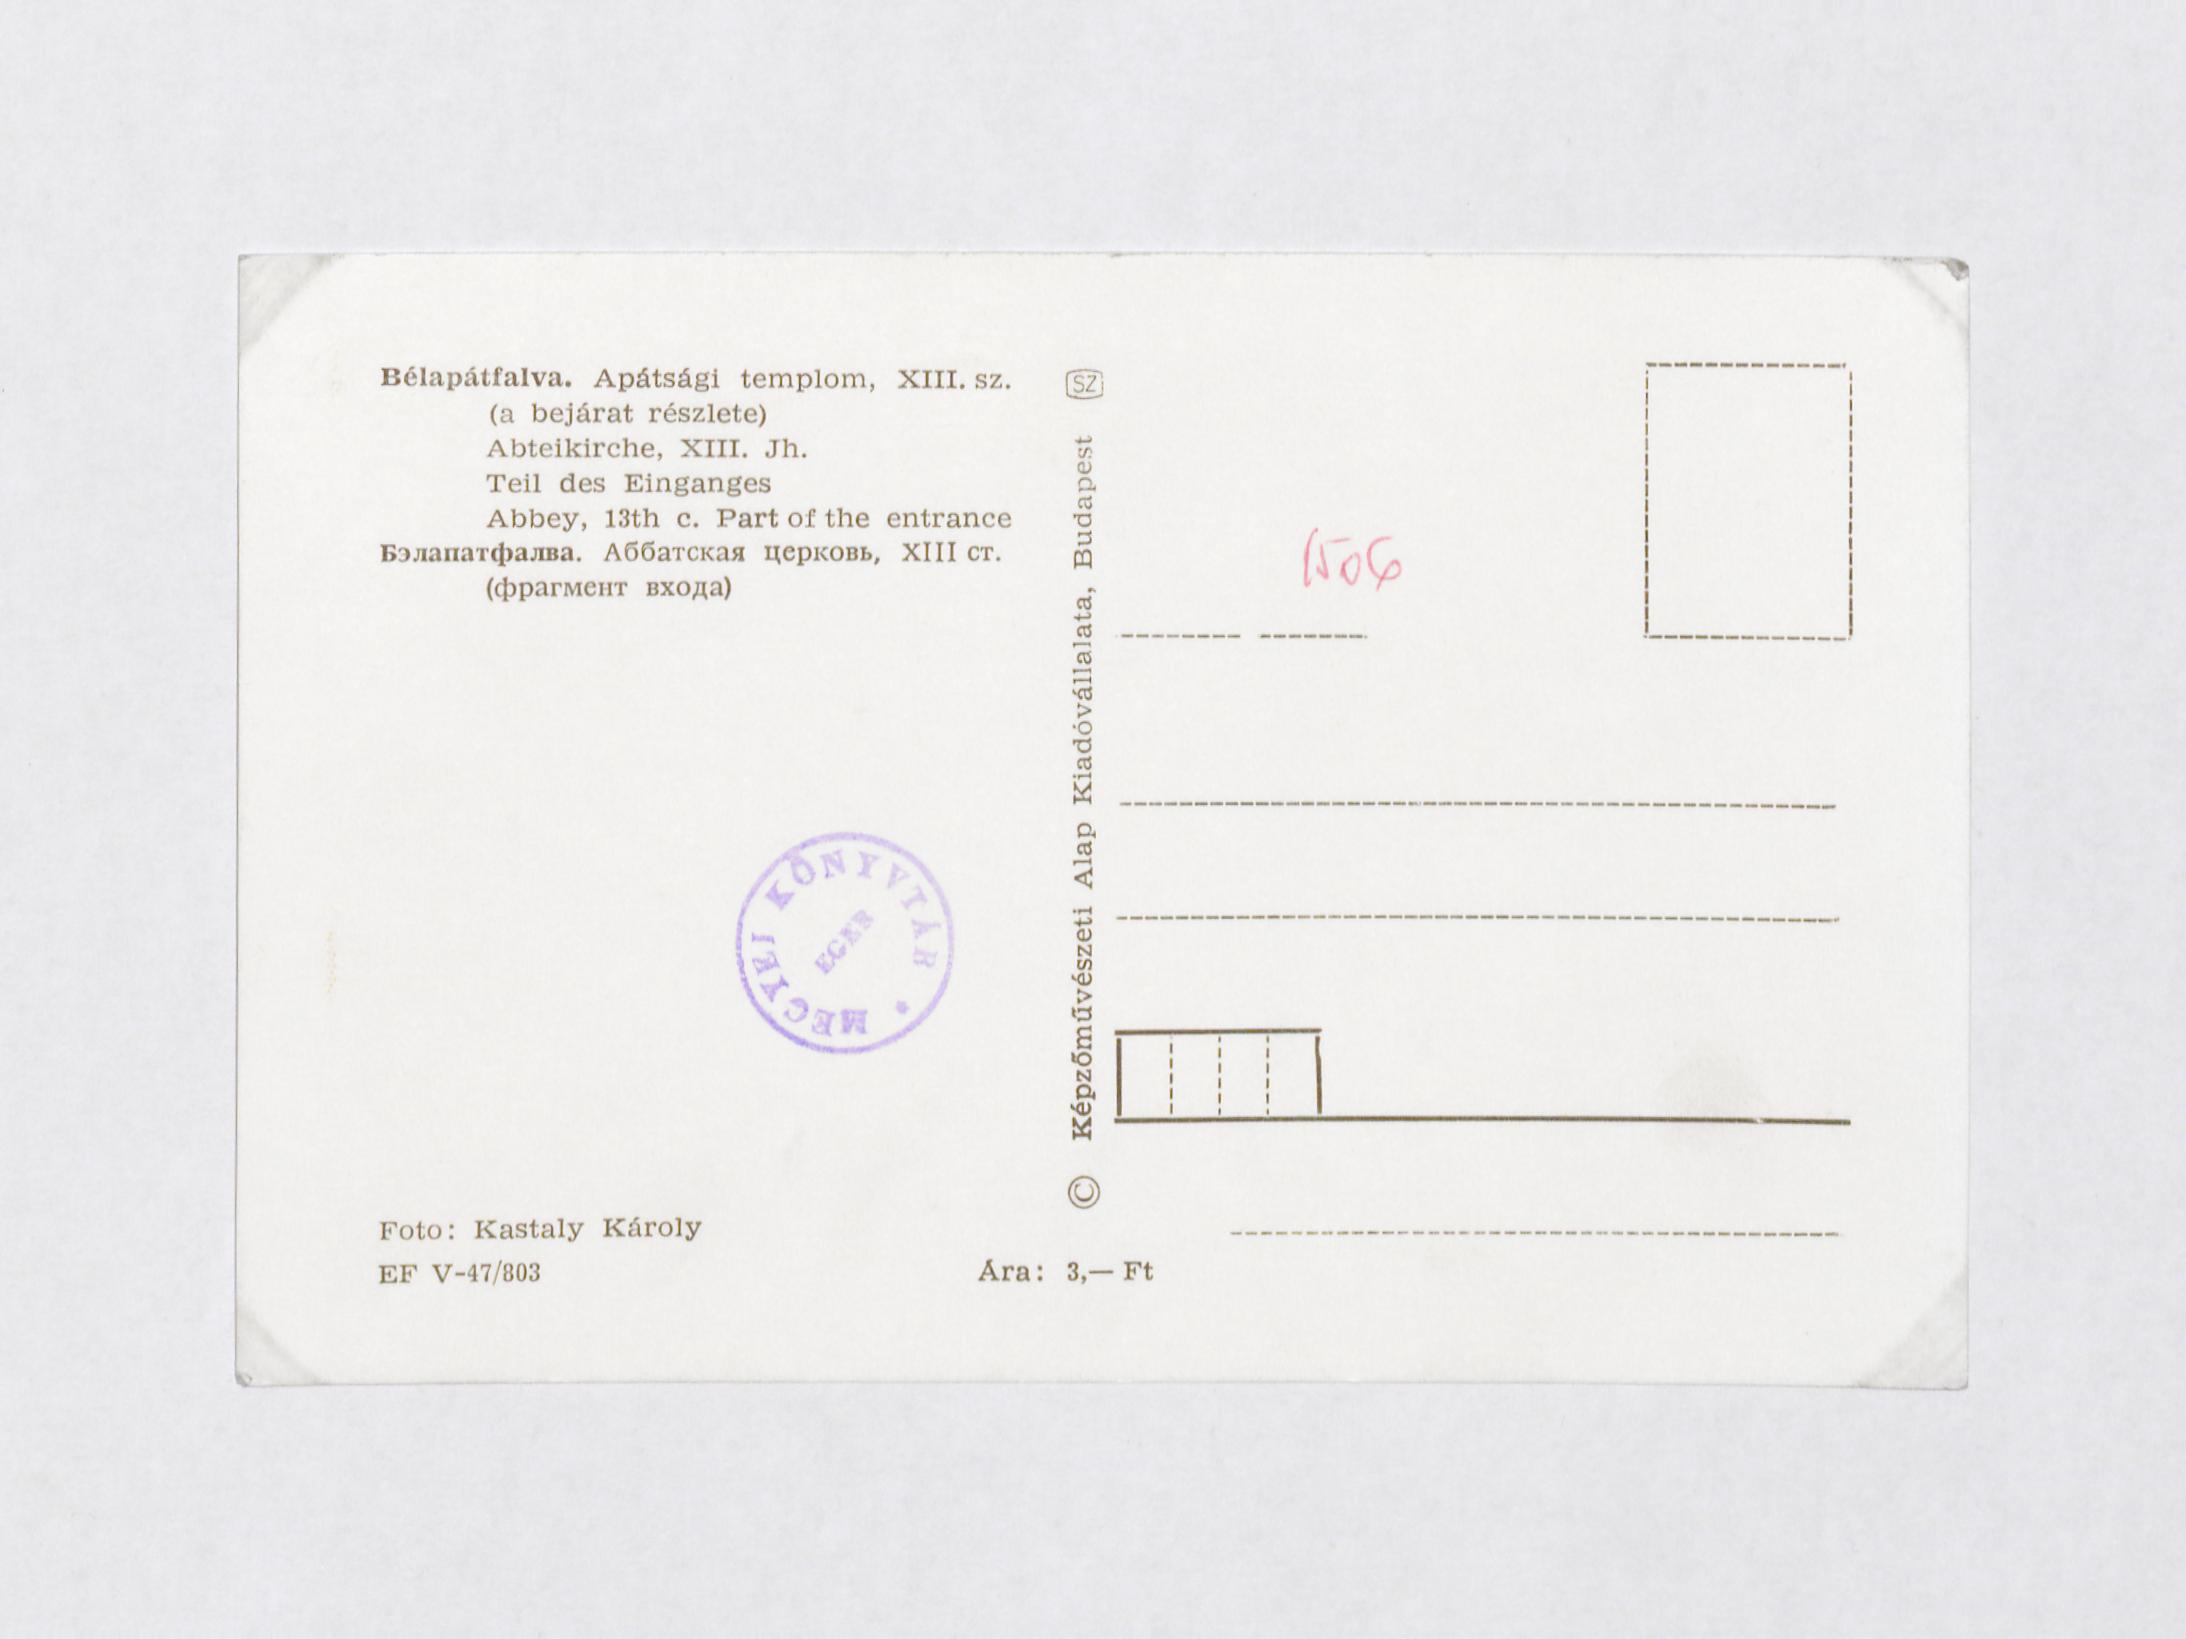 Bélapátfalva. Apátsági templom, XIII. sz.
(a bejárat részlete)
Abteikirche, XIII. Jh.
Teil des Einganges
Abbey, 13th c. Part of the entrance
Бэлапатфалва. Аббатская церковь, XIII ст.
(фрагмент входа)
MEGYEI KÖNYVTÁR *
EGER
Foto: Kastaly Károly
EF V-47/803
Ára: 3,— Ft
© Képzőművészeti Alap Kiadóvállalata, Budapest SZ
1506